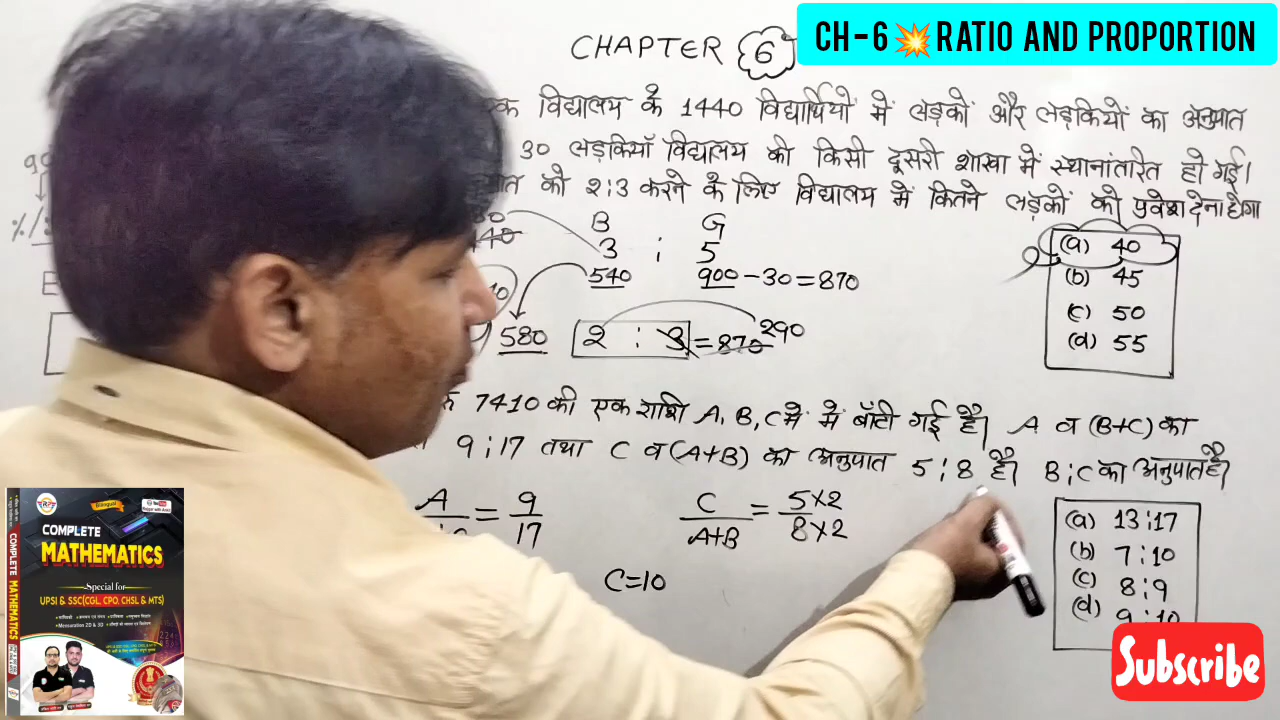 CH-6💥RATIO AND PROPORTION
CHAPTER 6
क विद्यालय के 1440 विद्यार्थियों में लड़कों और लड़कियों का अनुपात
30 लड़कियाँ विद्यालय की किसी दूसरी शाखा में स्थानांतरित हो गई।
को 2:3 करने के लिए विद्यालय में कितने लड़कों को प्रवेश देना होगा
B G
3 : 5
540 900-30=870
580 2 : 3 = 870 290
(a) 40
(b) 45
(c) 50
(d) 55
7410 की एक राशि A, B, C में में बाँटी गई है। A व (B+C) का
9:17 तथा C व (A+B) का अनुपात 5:8 है। B:C का अनुपात है।
A = 9
17
C = 5×2
A+B 8×2
C=10
(a) 13:17
(b) 7:10
(c) 8:9
(d) 9:10
Bilingual
COMPLETE
MATHEMATICS
Special for
UPSI & SSC(CGL, CPO, CHSL & MTS)
COMPLETE MATHEMATICS
Subscribe